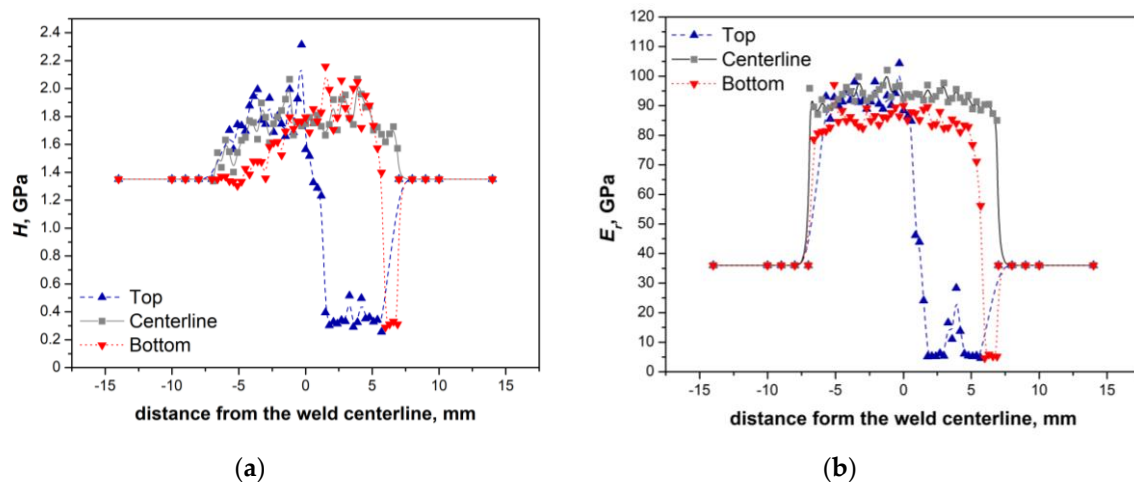 2.4
2.2
2.0
1.8
1.6
1.4
1.2
1.0
0.8
0.6
0.4
0.2
0
H, GPa
Top
Centerline
Bottom
-15 -10 -5 0 5 10 15
distance from the weld centerline, mm
(a)
120
110
100
90
80
70
60
50
40
30
20
10
0
Er, GPa
Top
Centerline
Bottom
-15 -10 -5 0 5 10 15
distance form the weld centerline, mm
(b)